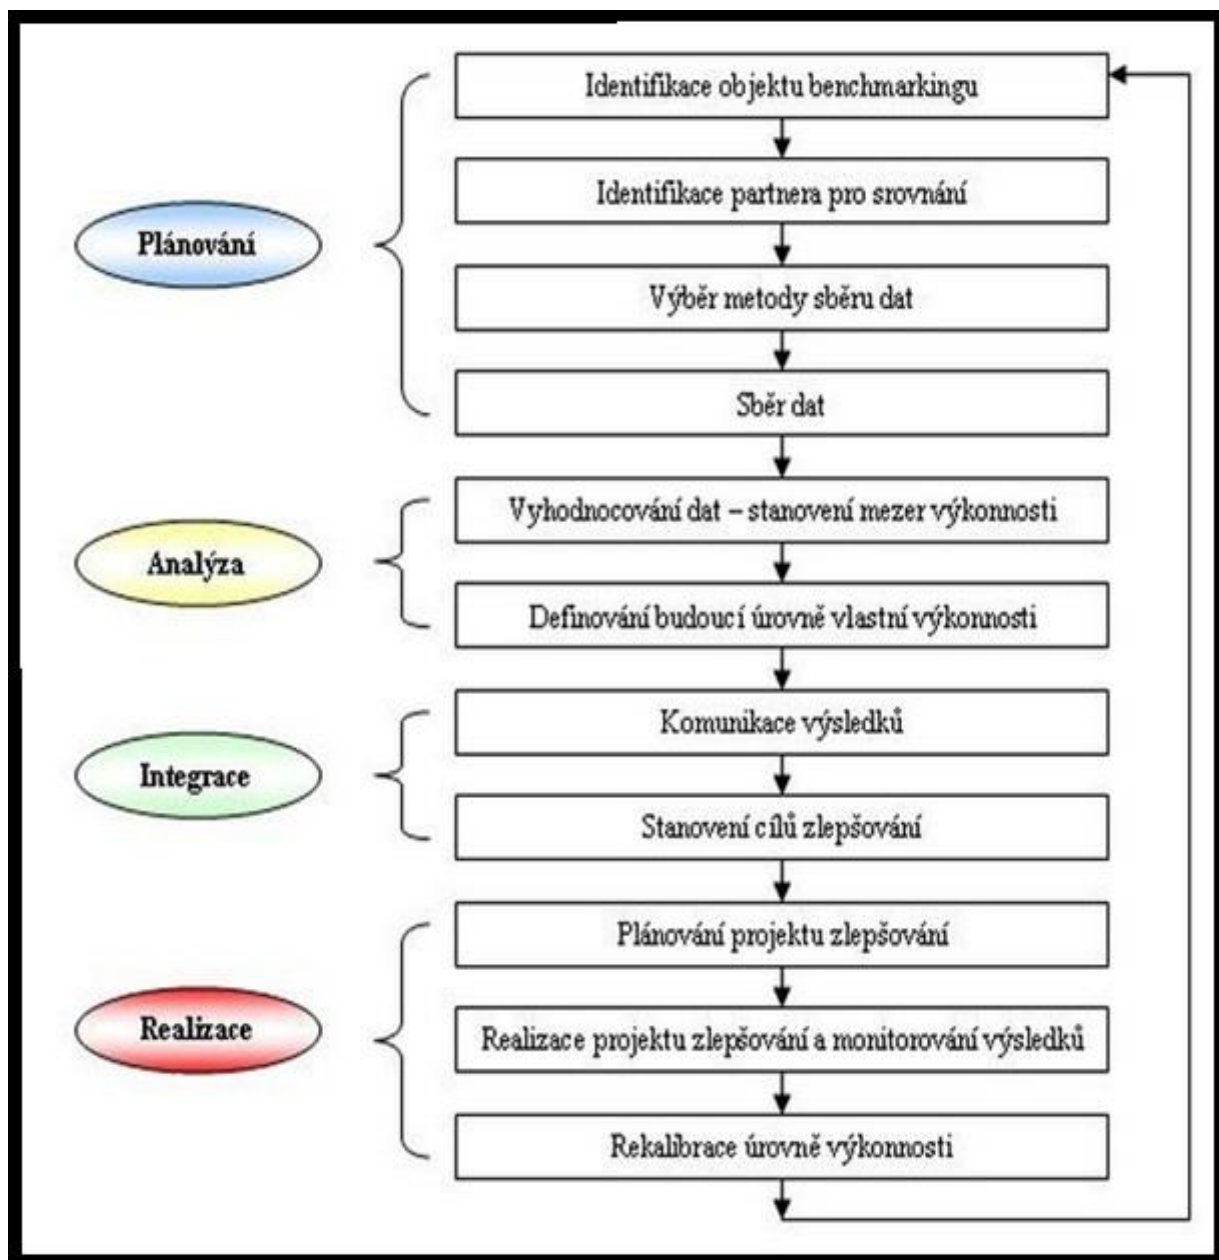 Identifikace objektu benchmarkingu
Identifikace partnera pro srovnání
Plánování
Výběr metody sběru dat
Sběr dat
Vyhodnocování dat – stanovení mezer výkonnosti
Analýza
Definování budoucí úrovně vlastní výkonnosti
Komunikace výsledků
Integrace
Stanovení cílů zlepšování
Plánování projektu zlepšování
Realizace
Realizace projektu zlepšování a monitorování výsledků
Rekalibrace úrovně výkonnosti